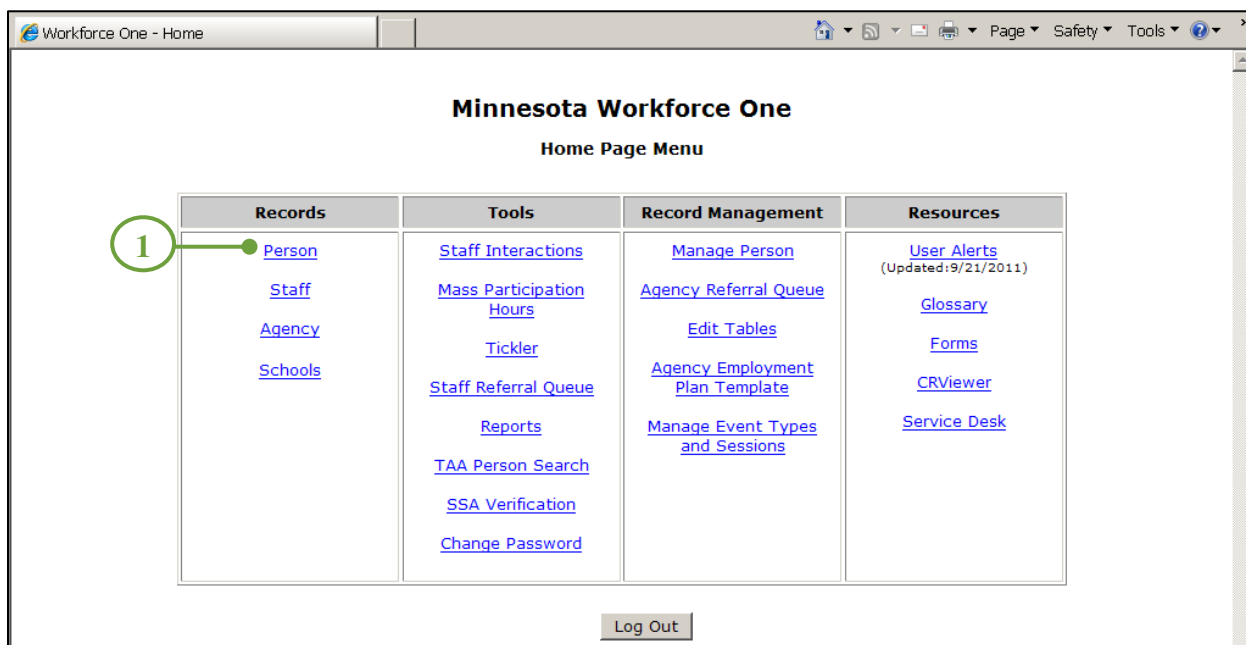 Workforce One - Home
Page Safety Tools
Minnesota Workforce One
Home Page Menu
Records Tools Record Management Resources
1
Person
Staff
Agency
Schools
Staff Interactions
Mass Participation
Hours
Tickler
Staff Referral Queue
Reports
TAA Person Search
SSA Verification
Change Password
Manage Person
Agency Referral Queue
Edit Tables
Agency Employment
Plan Template
Manage Event Types
and Sessions
User Alerts
(Updated:9/21/2011)
Glossary
Forms
CRViewer
Service Desk
Log Out